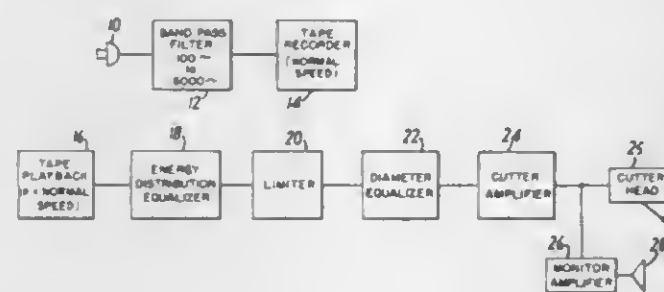 10
BAND PASS
FILTER
100~
TO
5000~
12
TAPE
RECORDER
(NORMAL
SPEED)
14
16
TAPE
PLAYBACK
SPEED)
18
ENERGY
DISTRIBUTION
EQUALIZER
20
LIMITER
22
DIAMETER
EQUALIZER
24
CUTTER
AMPLIFIER
25
CUTTER
HEAD
26
MONITOR
AMPLIFIER
28